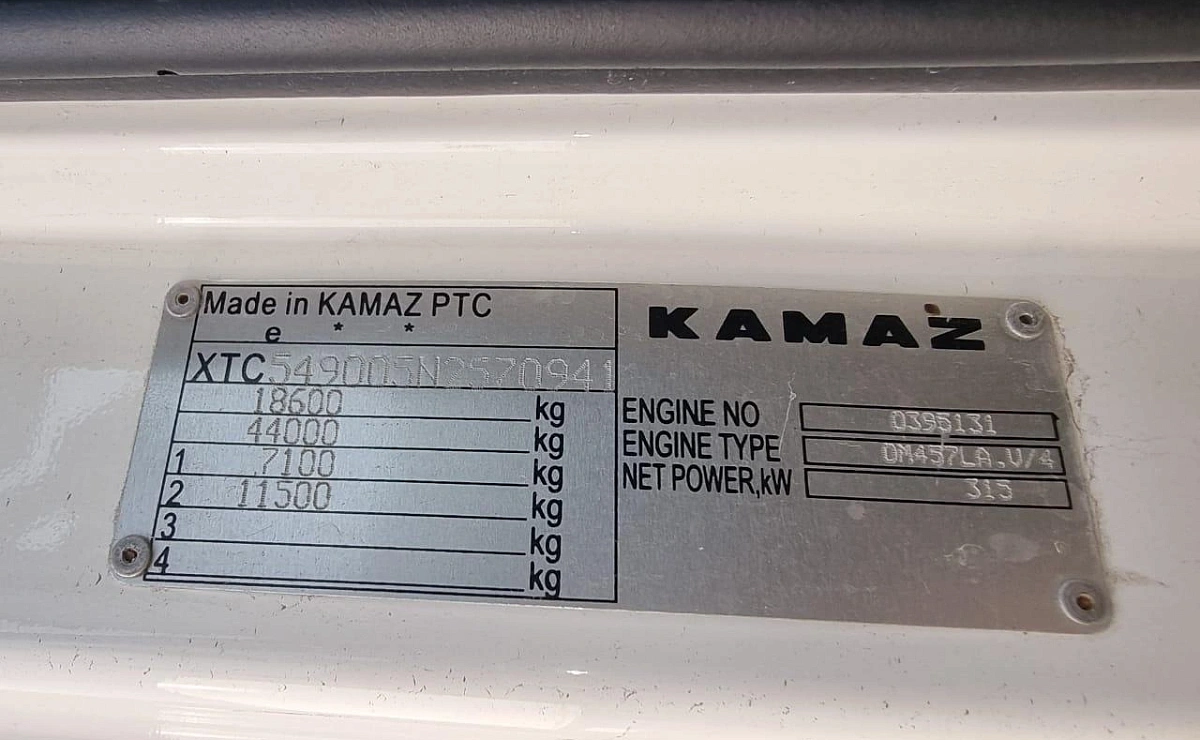 Made in KAMAZ PTC
e * *
XTC549005N2570941
18600 kg
44000 kg
1 7100 kg
2 11500 kg
3 kg
4 kg
KAMAZ
ENGINE NO 0395131
ENGINE TYPE OM457LA.V/4
NET POWER,kW 315